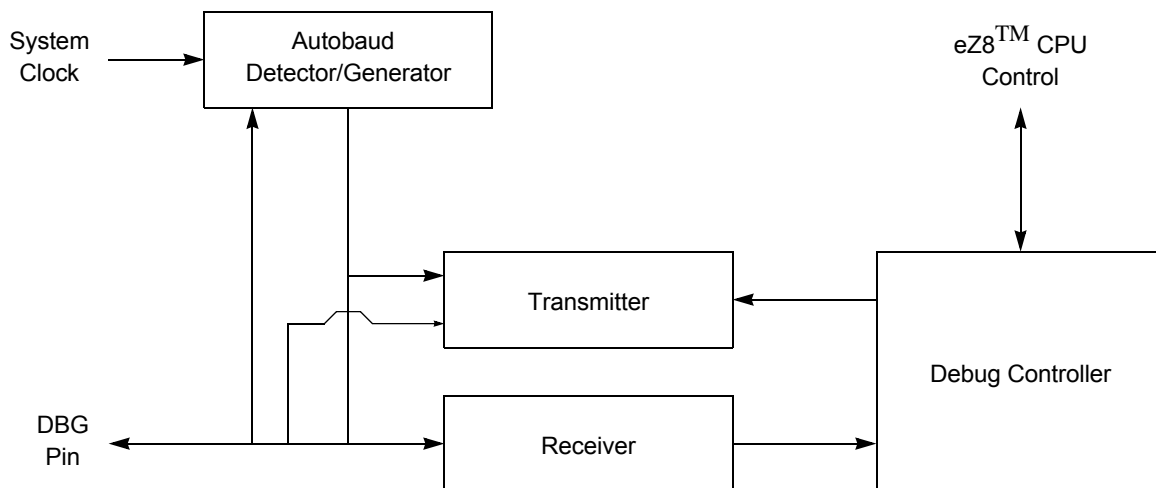 System
Clock
Autobaud
Detector/Generator
eZ8TM CPU
Control
Transmitter
Debug Controller
DBG
Pin
Receiver